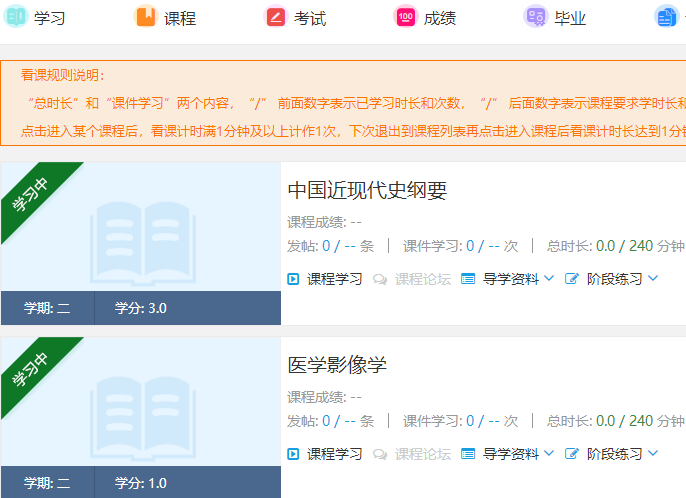 学习 课程 考试 成绩 毕业
看课规则说明：
“总时长”和“课件学习”两个内容，“/” 前面数字表示已学习时长和次数，“/” 后面数字表示课程要求学时长和
点击进入某个课程后，看课计时满1分钟及以上计作1次，下次退出到课程列表再点击进入课程后看课计时长达到1分
学习中
中国近现代史纲要
课程成绩: --
发帖: 0 / -- 条 | 课件学习: 0 / -- 次 | 总时长: 0.0 / 240 分钟
课程学习 课程论坛 导学资料 阶段练习
学期: 二 学分: 3.0
学习中
医学影像学
课程成绩: --
发帖: 0 / -- 条 | 课件学习: 0 / -- 次 | 总时长: 0.0 / 240 分钟
课程学习 课程论坛 导学资料 阶段练习
学期: 二 学分: 1.0